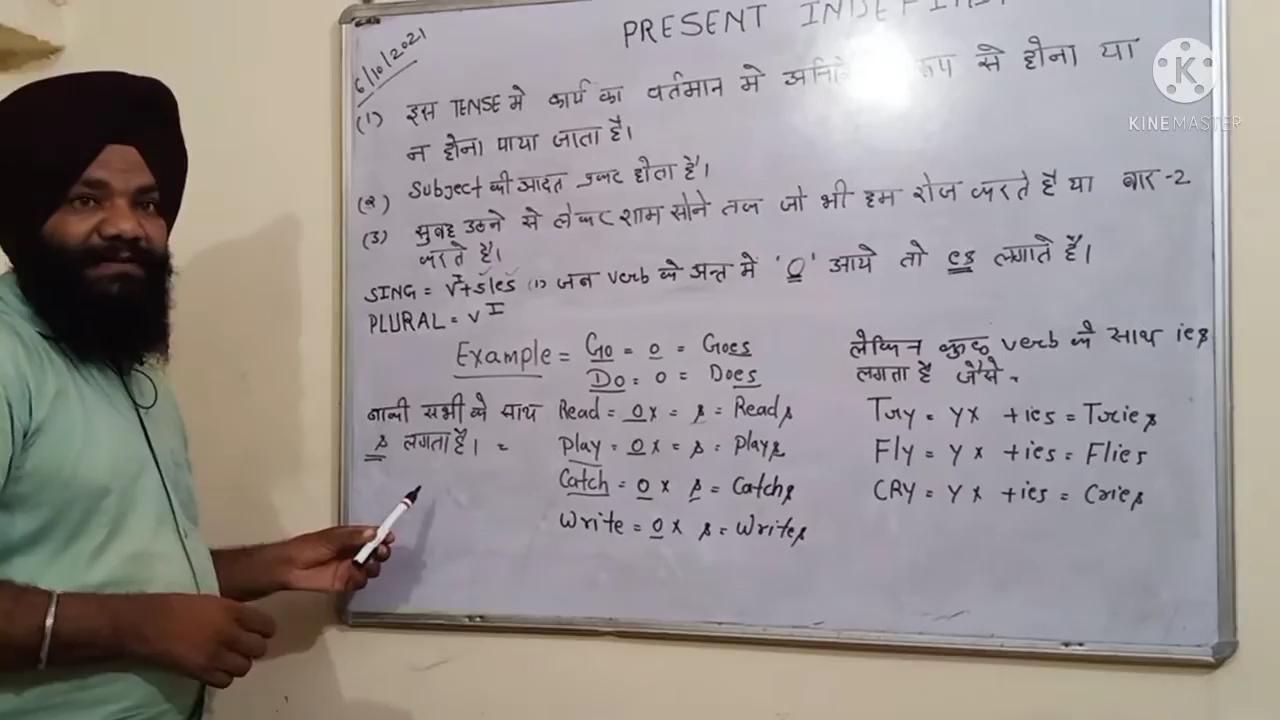 PRESENT INDEFINIT
6/10/2021
(1) इस TENSE मे कार्य का वर्तमान मे रूप से होना या
न होना पाया जाता है।
(2) Subject की आदत प्रकट होता है।
(3) सुबह उठने से लेकर शाम सोने तक जो भी हम रोज करते है या बार-2
करते है।
SING = V I + s/es (1) जब verb के अन्त में 'O' आये तो es लगाते है।
PLURAL = V I
Example = Go = o = Goes
Do = o = Does
बाकी सभी के साथ
s लगता है। =
Read = o x = s = Reads
Play = o x = s = Plays
Catch = o x s = Catchs
Write = o x s = Writes
लेकिन कुछ verb के साथ ies
लगता है जैसे -
Try = y x + ies = Tries
Fly = y x + ies = Flies
CRY = y x + ies = Cries
KINEMASTER